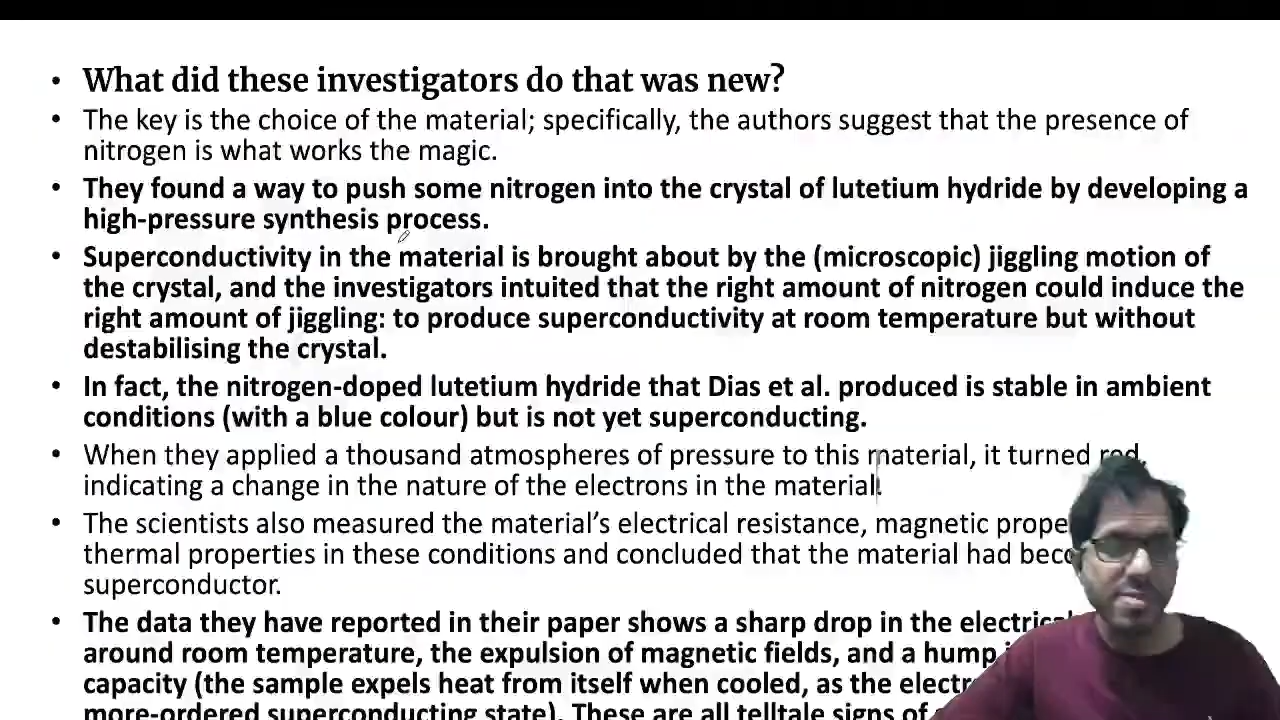 • What did these investigators do that was new?
• The key is the choice of the material; specifically, the authors suggest that the presence of
nitrogen is what works the magic.
• They found a way to push some nitrogen into the crystal of lutetium hydride by developing a
high-pressure synthesis process.
• Superconductivity in the material is brought about by the (microscopic) jiggling motion of
the crystal, and the investigators intuited that the right amount of nitrogen could induce the
right amount of jiggling: to produce superconductivity at room temperature but without
destabilising the crystal.
• In fact, the nitrogen-doped lutetium hydride that Dias et al. produced is stable in ambient
conditions (with a blue colour) but is not yet superconducting.
• When they applied a thousand atmospheres of pressure to this material, it turned red,
indicating a change in the nature of the electrons in the material.
• The scientists also measured the material’s electrical resistance, magnetic
thermal properties in these conditions and concluded that the material had
superconductor.
• The data they have reported in their paper shows a sharp drop in the
around room temperature, the expulsion of magnetic fields, and a hump
capacity (the sample expels heat from itself when cooled, as the
more-ordered superconducting state). These are all telltale signs of